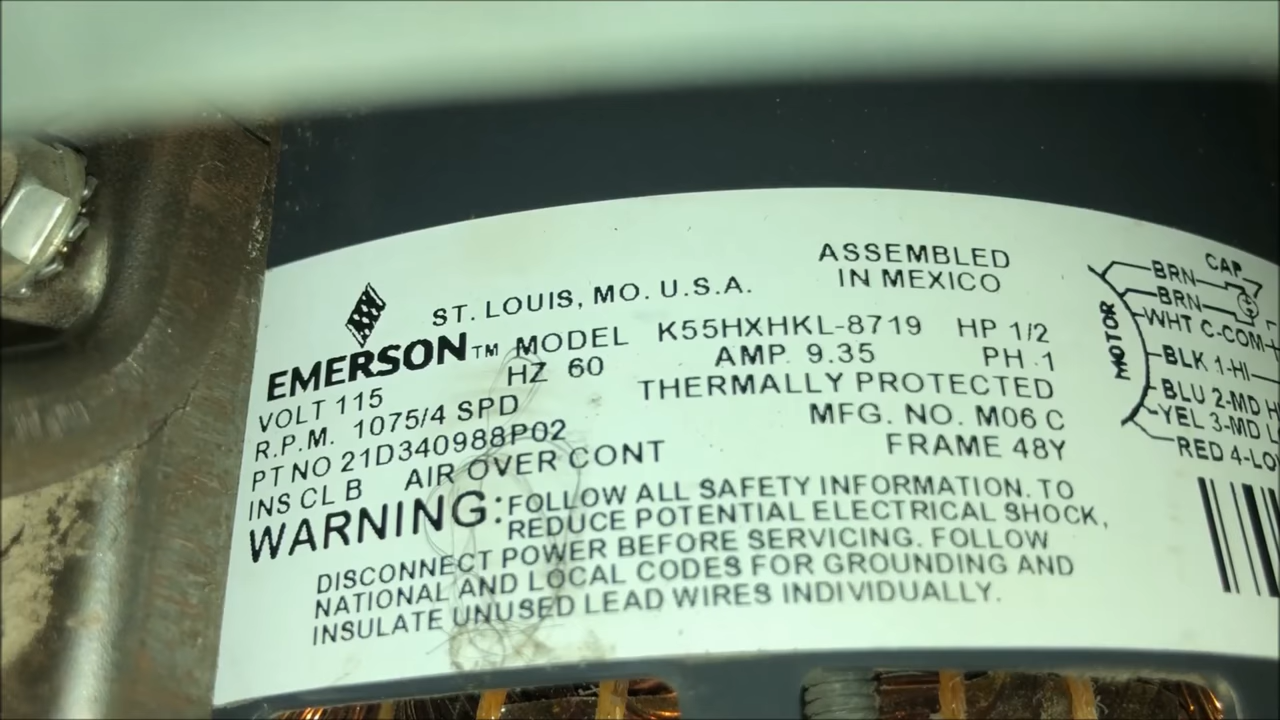 ST. LOUIS, MO. U.S.A.
ASSEMBLED
IN MEXICO
EMERSON™ MODEL K55HXHKL-8719 HP 1/2
HZ 60 AMP. 9.35 PH .1
VOLT 115 THERMALLY PROTECTED
R.P.M. 1075/4 SPD MFG. NO. M06 C
PT NO 21D340988P02 FRAME 48Y
INS CL B AIR OVER CONT
WARNING: FOLLOW ALL SAFETY INFORMATION. TO
REDUCE POTENTIAL ELECTRICAL SHOCK,
DISCONNECT POWER BEFORE SERVICING. FOLLOW
NATIONAL AND LOCAL CODES FOR GROUNDING AND
INSULATE UNUSED LEAD WIRES INDIVIDUALLY.
MOTOR
CAP
BRN
BRN
WHT C-COM
BLK 1-HI
BLU 2-MD
YEL 3-MD
RED